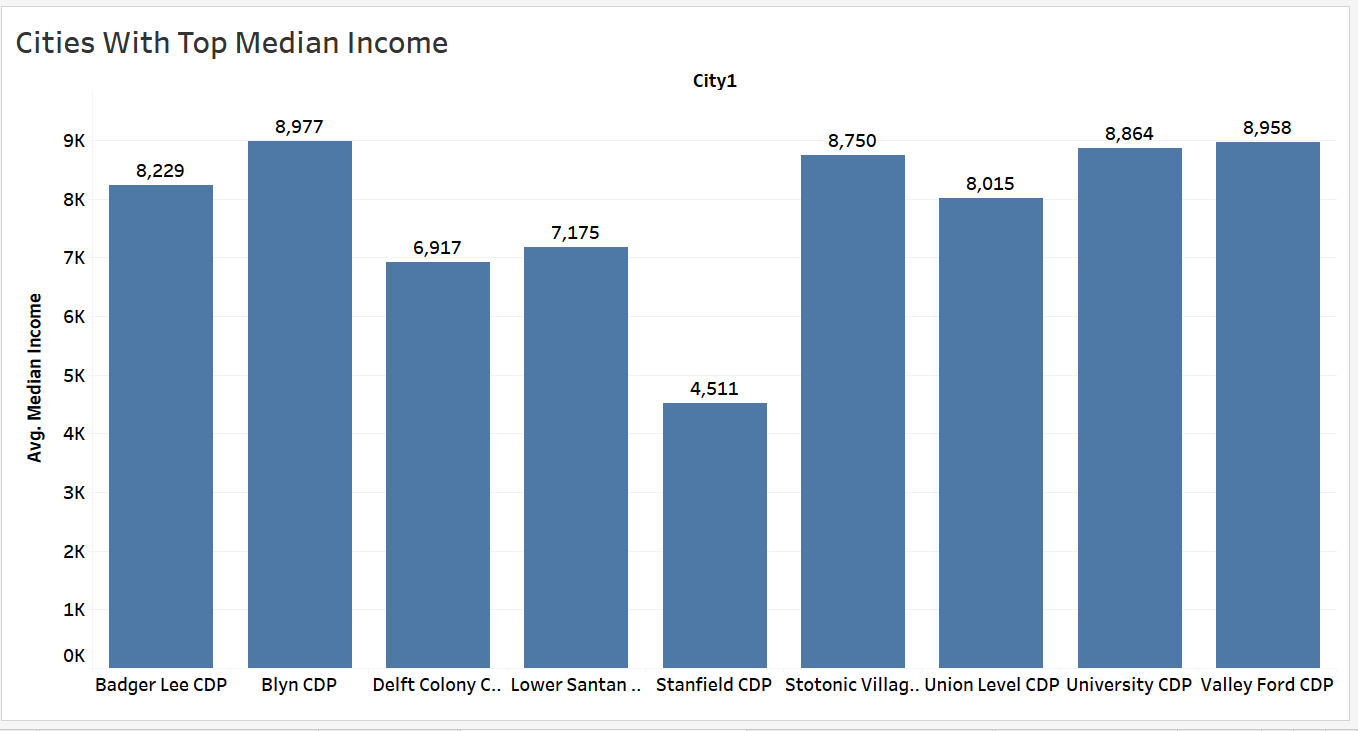 Cities With Top Median Income
City1
Avg. Median Income
9K
8K
7K
6K
5K
4K
3K
2K
1K
0K
8,229
8,977
6,917
7,175
4,511
8,750
8,015
8,864
8,958
Badger Lee CDP
Blyn CDP
Delft Colony C..
Lower Santan ..
Stanfield CDP
Stotonic Villag..
Union Level CDP
University CDP
Valley Ford CDP